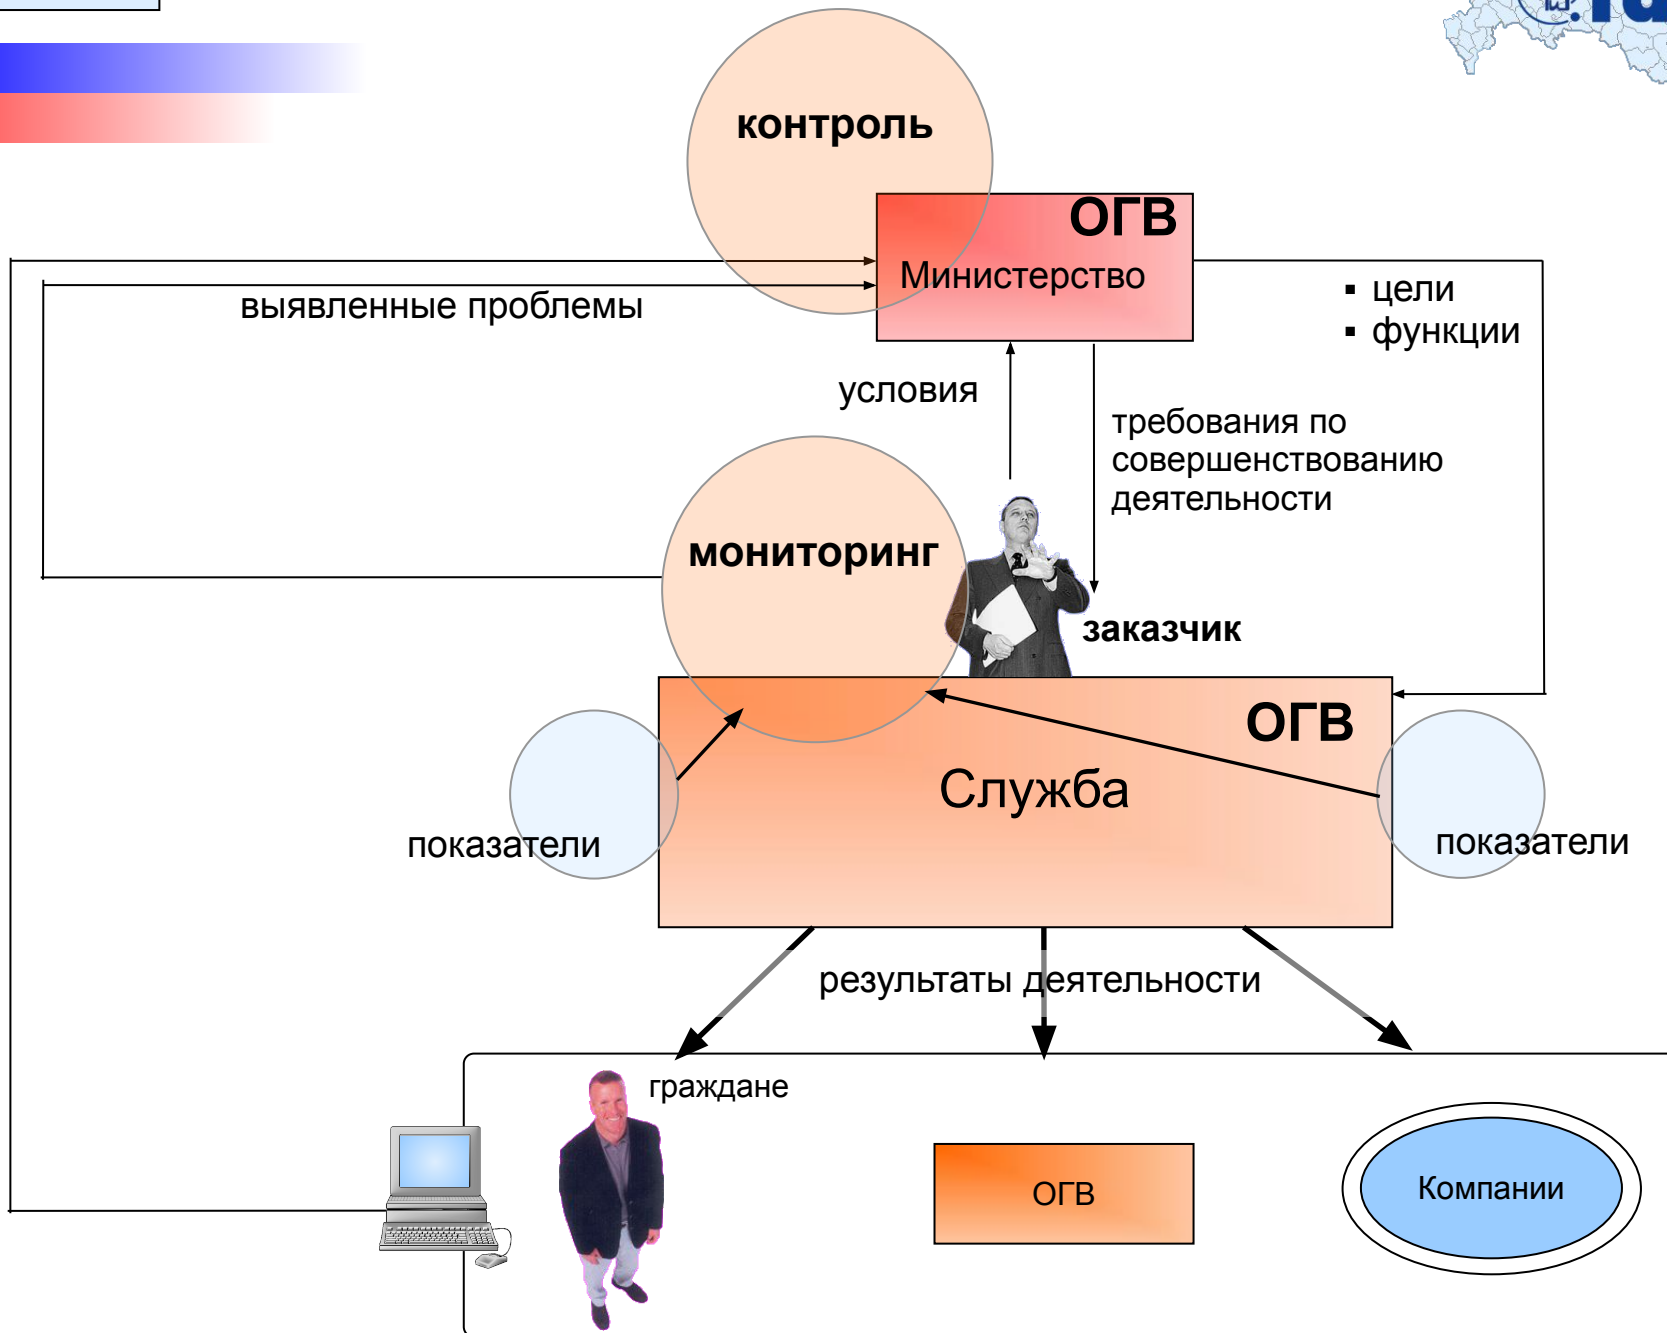 контроль
ОГВ
Министерство
выявленные проблемы
▪ цели
▪ функции
условия
требования по
совершенствованию
деятельности
мониторинг
заказчик
ОГВ
Служба
показатели
показатели
результаты деятельности
граждане
ОГВ
Компании